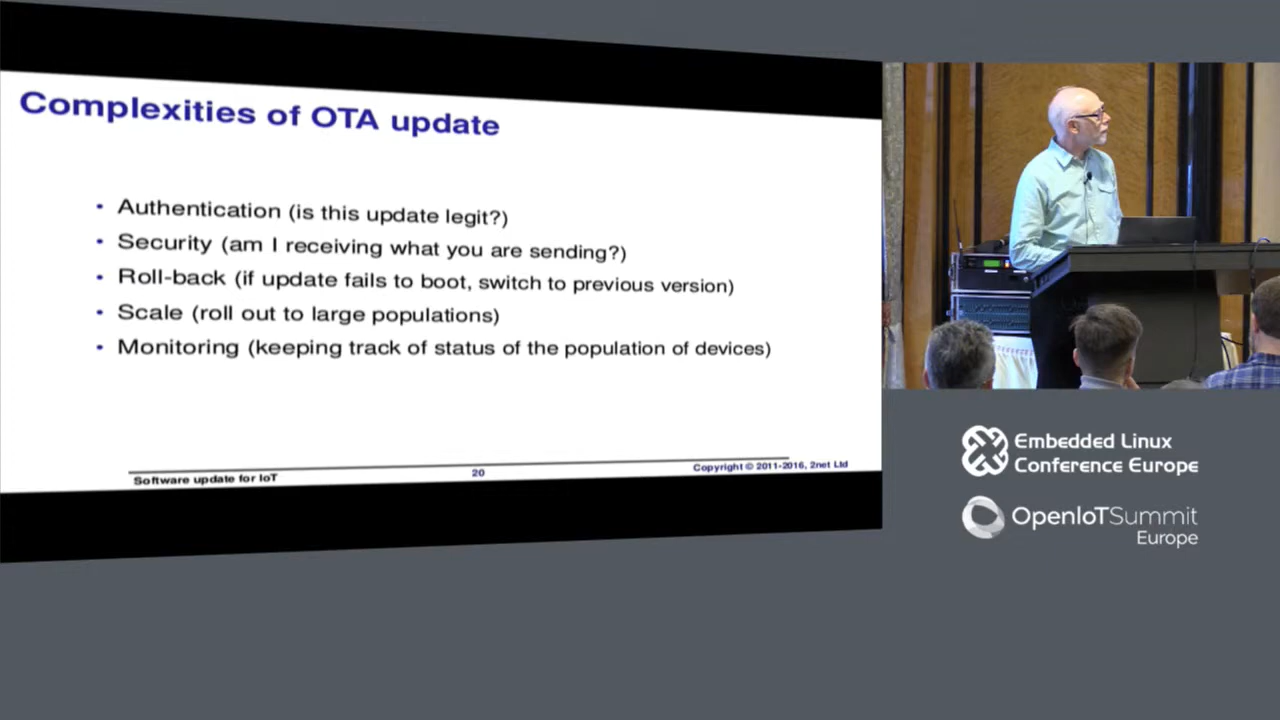 Complexities of OTA update
• Authentication (is this update legit?)
• Security (am I receiving what you are sending?)
• Roll-back (if update fails to boot, switch to previous version)
• Scale (roll out to large populations)
• Monitoring (keeping track of status of the population of devices)
Software update for IoT
20
Copyright © 2011-2016, 2net Ltd
Embedded Linux
Conference Europe
OpenIoTSummit
Europe